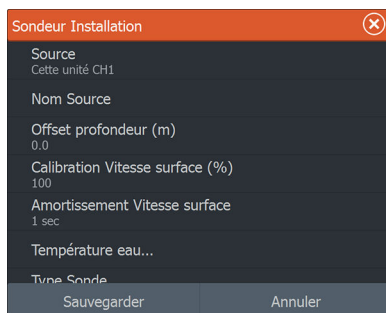 Sondeur Installation
Source
Cette unité CH1
Nom Source
Offset profondeur (m)
0.0
Calibration Vitesse surface (%)
100
Amortissement Vitesse surface
1 sec
Température eau...
Type Sonde
Sauvegarder
Annuler